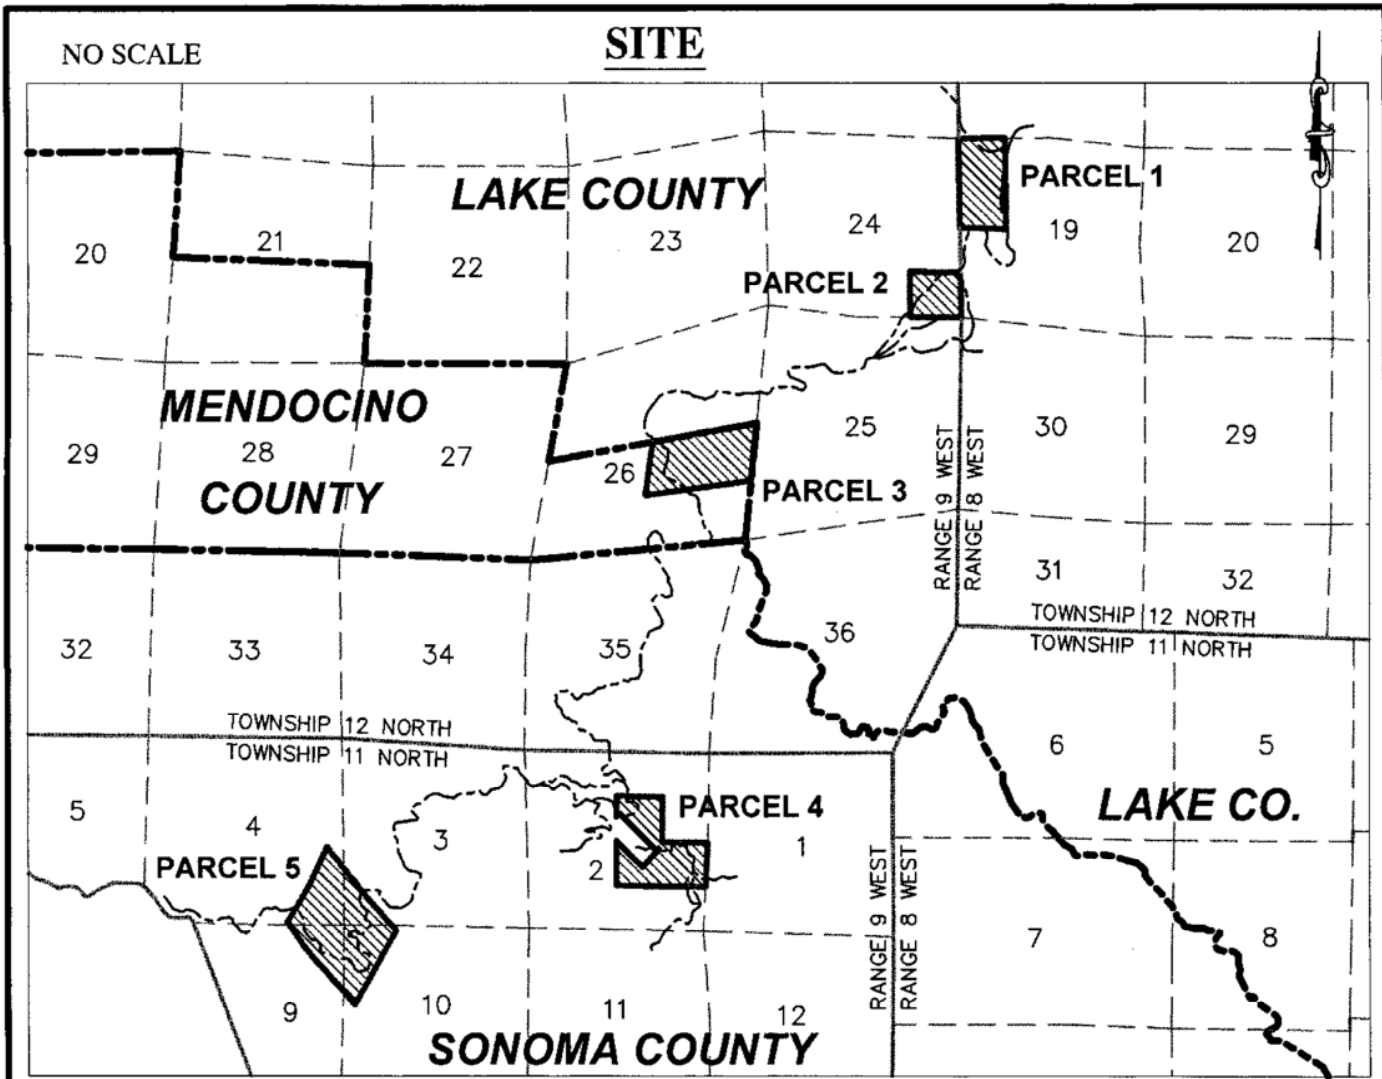 SITE
NO SCALE
PARCEL 1
LAKE COUNTY
24
19
20
21
23
20
22
PARCEL 2
MENDOCINO
25
30
29
29
28
27
26
PARCEL 3
COUNTY
RANGE 9 WEST
RANGE 8 WEST
31
32
TOWNSHIP 12 NORTH
TOWNSHIP 11 NORTH
32
33
34
35
36
TOWNSHIP 12 NORTH
TOWNSHIP 11 NORTH
6
5
5
4
3
PARCEL 4
1
LAKE CO.
PARCEL 5
2
RANGE 9 WEST
RANGE 8 WEST
7
8
9
10
11
12
SONOMA COUNTY